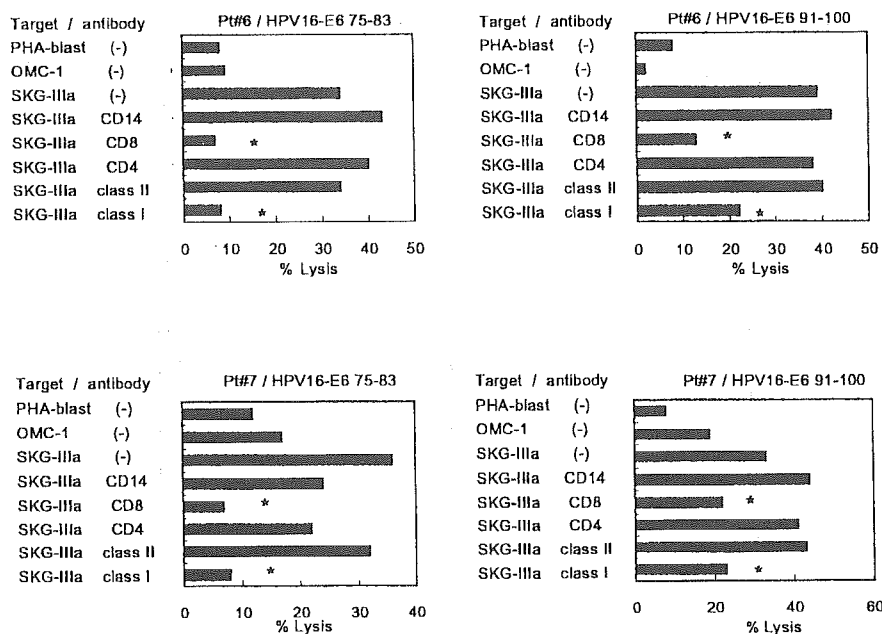 Target / antibody
Pt#6 / HPV16-E6 75-83
PHA-blast (-)
OMC-1 (-)
SKG-IIIa (-)
SKG-IIIa CD14
SKG-IIIa CD8 *
SKG-IIIa CD4
SKG-IIIa class II
SKG-IIIa class I *
0 10 20 30 40 50
% Lysis
Target / antibody
Pt#6 / HPV16-E6 91-100
PHA-blast (-)
OMC-1 (-)
SKG-IIIa (-)
SKG-IIIa CD14
SKG-IIIa CD8 *
SKG-IIIa CD4
SKG-IIIa class II
SKG-IIIa class I *
0 10 20 30 40 50
% Lysis
Target / antibody
Pt#7 / HPV16-E6 75-83
PHA-blast (-)
OMC-1 (-)
SKG-IIIa (-)
SKG-IIIa CD14
SKG-IIIa CD8 *
SKG-IIIa CD4
SKG-IIIa class II
SKG-IIIa class I *
0 10 20 30 40
% Lysis
Target / antibody
Pt#7 / HPV16-E6 91-100
PHA-blast (-)
OMC-1 (-)
SKG-IIIa (-)
SKG-IIIa CD14
SKG-IIIa CD8 *
SKG-IIIa CD4
SKG-IIIa class II
SKG-IIIa class I *
0 20 40 60
% Lysis